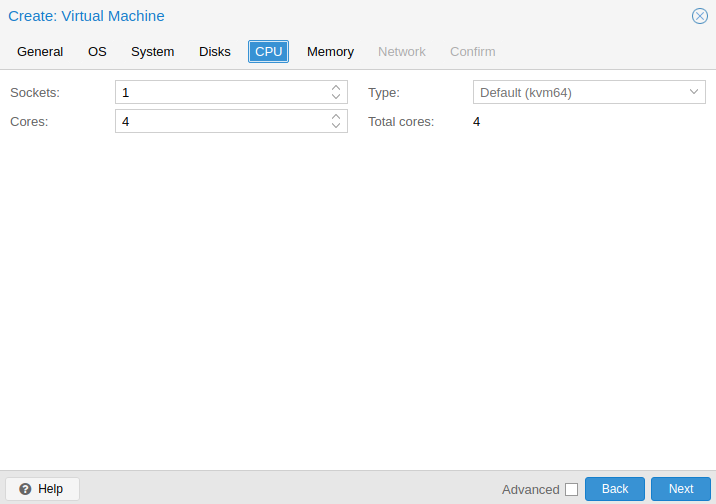 Create: Virtual Machine
General OS System Disks CPU Memory Network Confirm
Sockets: 1 Type: Default (kvm64)
Cores: 4 Total cores: 4
Help Advanced Back Next